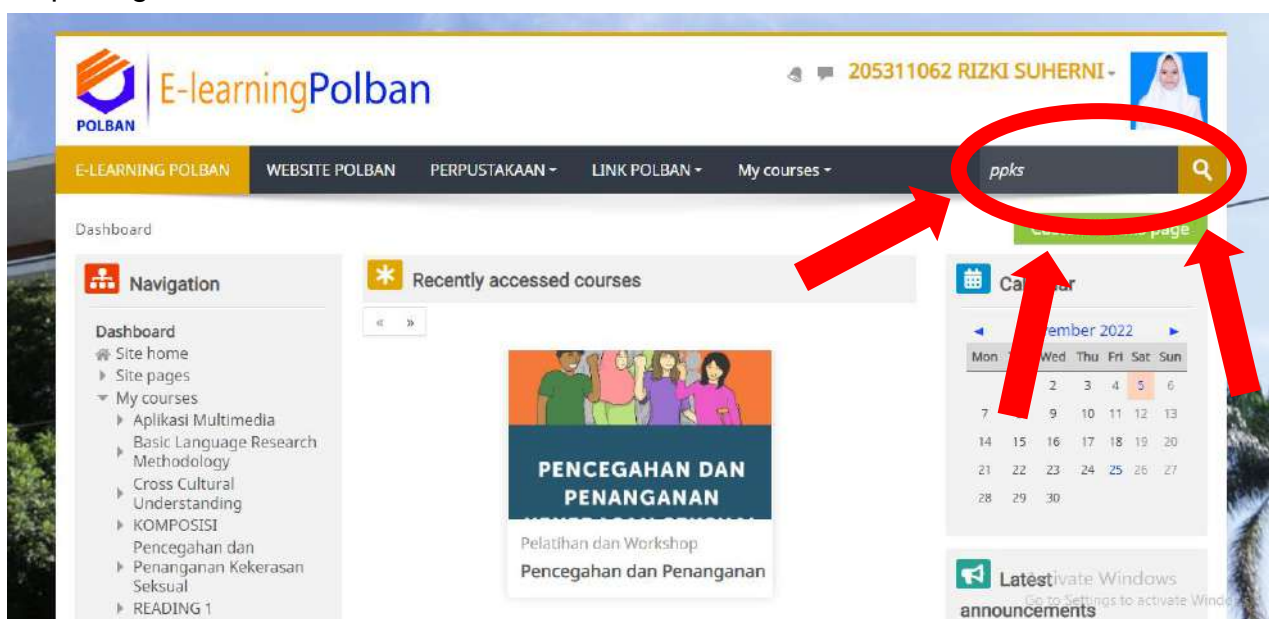 E-learningPolban
POLBAN
205311062 RIZKI SUHERNI
E-LEARNING POLBAN
WEBSITE POLBAN
PERPUSTAKAAN
LINK POLBAN
My courses
ppks
Dashboard
page
Navigation
Dashboard
Site home
Site pages
My courses
Aplikasi Multimedia
Basic Language Research
Methodology
Cross Cultural
Understanding
KOMPOSISI
Pencegahan dan
Penanganan Kekerasan
Seksual
READING 1
Recently accessed courses
« »
PENCEGAHAN DAN
PENANGANAN
Pelatihan dan Workshop
Pencegahan dan Penanganan
2022
Mon Wed Thu Fri Sat Sun
2 3 4 5 6
7 9 10 11 12 13
14 15 16 17 18 19 20
21 22 23 24 25 26 27
28 29 30
Latest
announcements
Activate Windows
Go to Settings to activate